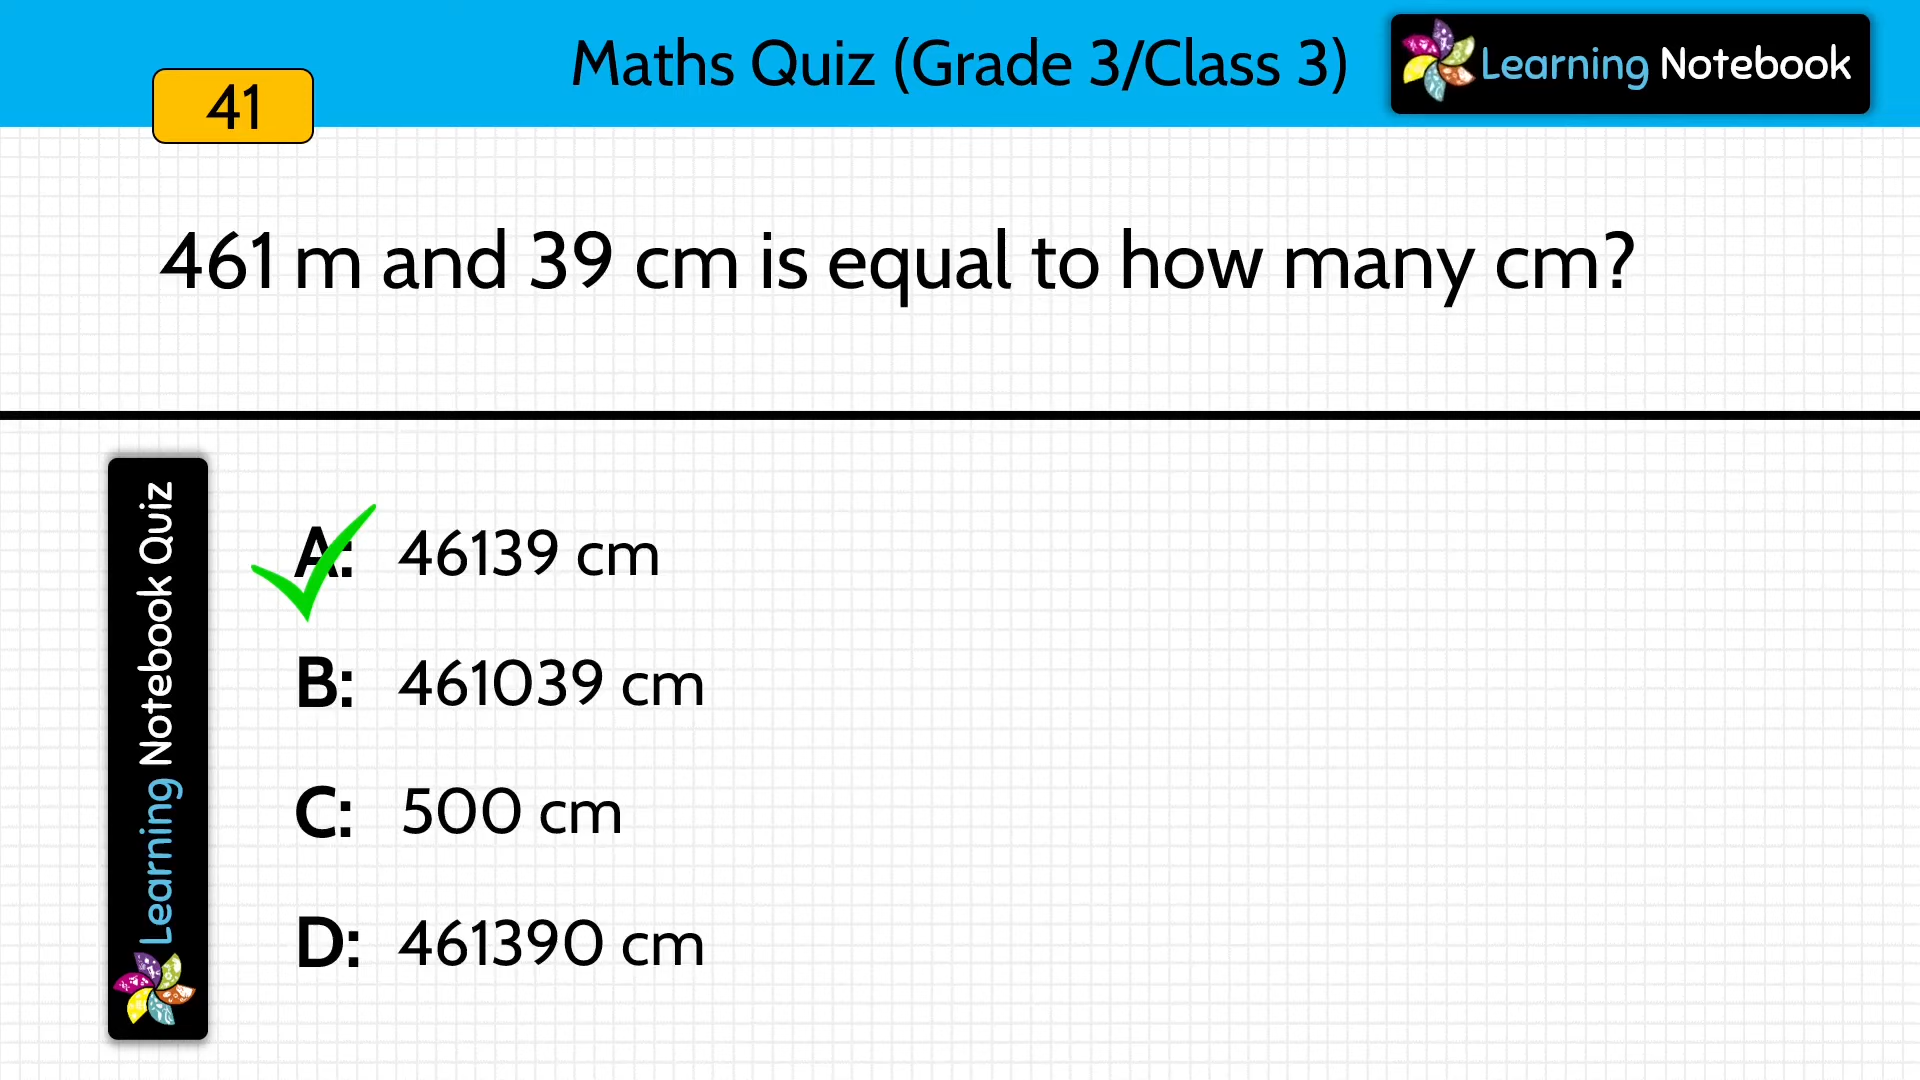 Maths Quiz (Grade 3/Class 3)
Learning Notebook
41
461 m and 39 cm is equal to how many cm?
Learning Notebook Quiz
A: 46139 cm
B: 461039 cm
C: 500 cm
D: 461390 cm